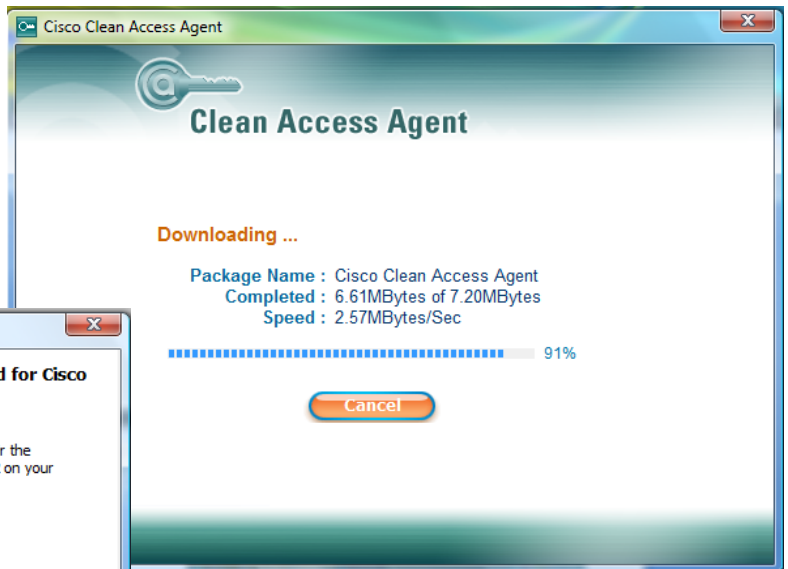 Cisco Clean Access Agent
Clean Access Agent
Downloading ...
Package Name : Cisco Clean Access Agent
Completed : 6.61MBytes of 7.20MBytes
Speed : 2.57MBytes/Sec
91%
Cancel
for Cisco
the
on your